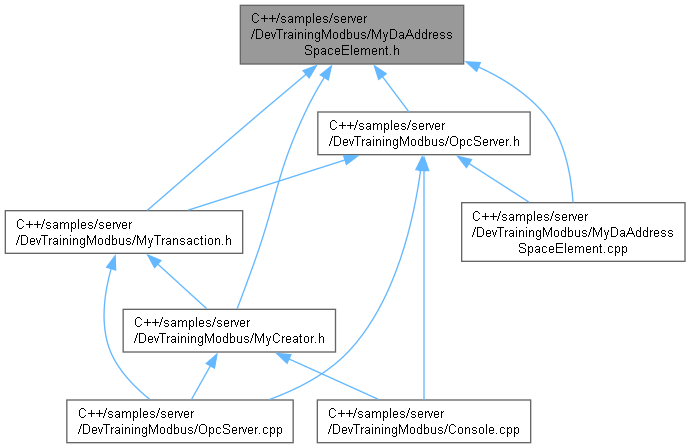 C++/samples/server
/DevTrainingModbus/MyDaAddress
SpaceElement.h
C++/samples/server
/DevTrainingModbus/OpcServer.h
C++/samples/server
/DevTrainingModbus/MyTransaction.h
C++/samples/server
/DevTrainingModbus/MyDaAddress
SpaceElement.cpp
C++/samples/server
/DevTrainingModbus/MyCreator.h
C++/samples/server
/DevTrainingModbus/OpcServer.cpp
C++/samples/server
/DevTrainingModbus/Console.cpp